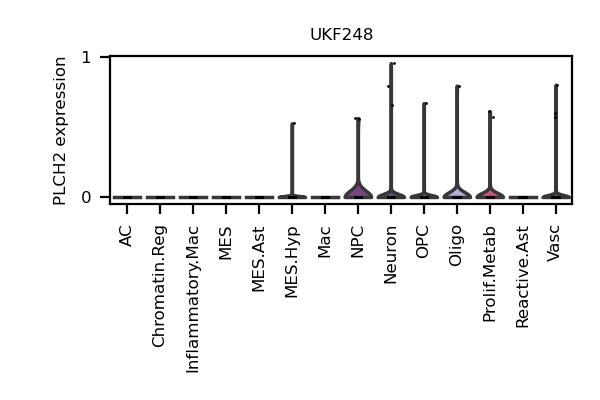 UKF248
PLCH2 expression
1
0
AC
Chromatin.Reg
Inflammatory.Mac
MES
MES.Ast
MES.Hyp
Mac
NPC
Neuron
OPC
Oligo
Prolif.Metab
Reactive.Ast
Vasc